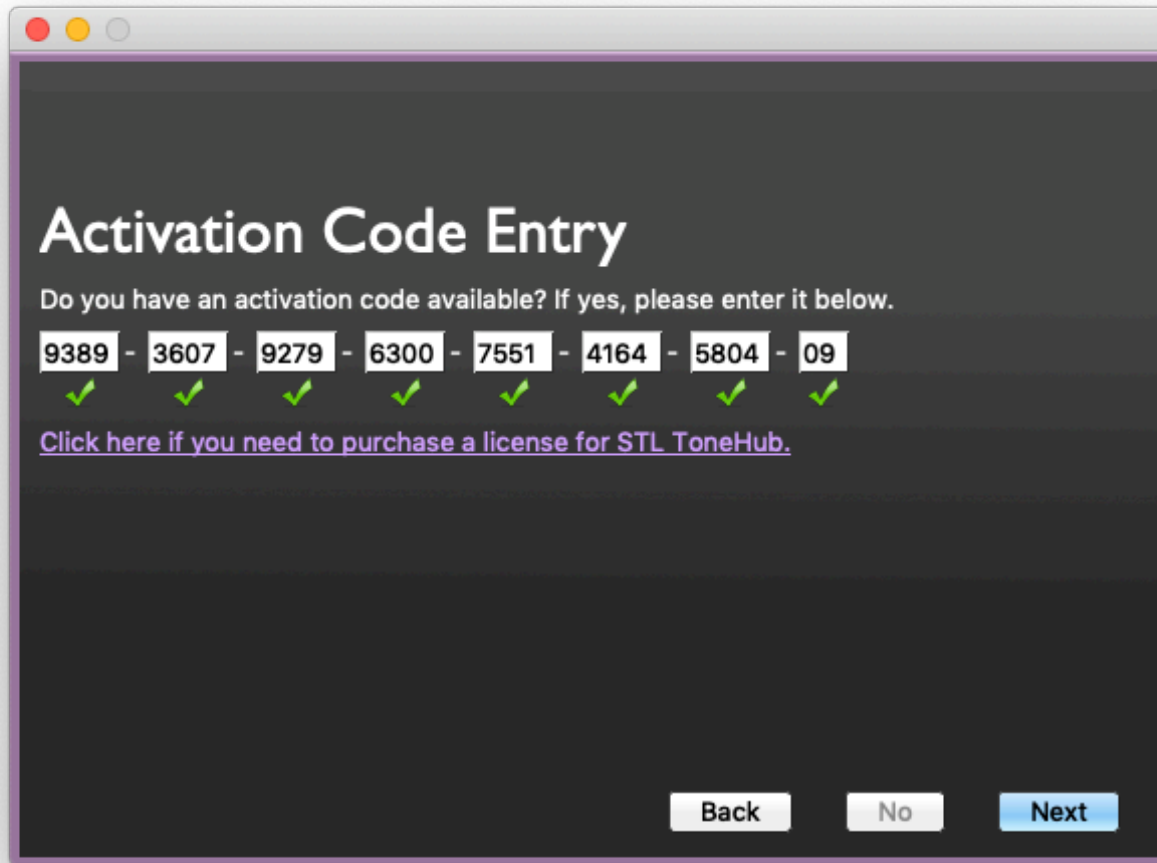 Activation Code Entry
Do you have an activation code available? If yes, please enter it below.
9389 - 3607 - 9279 - 6300 - 7551 - 4164 - 5804 - 09
Click here if you need to purchase a license for STL ToneHub.
Back No Next